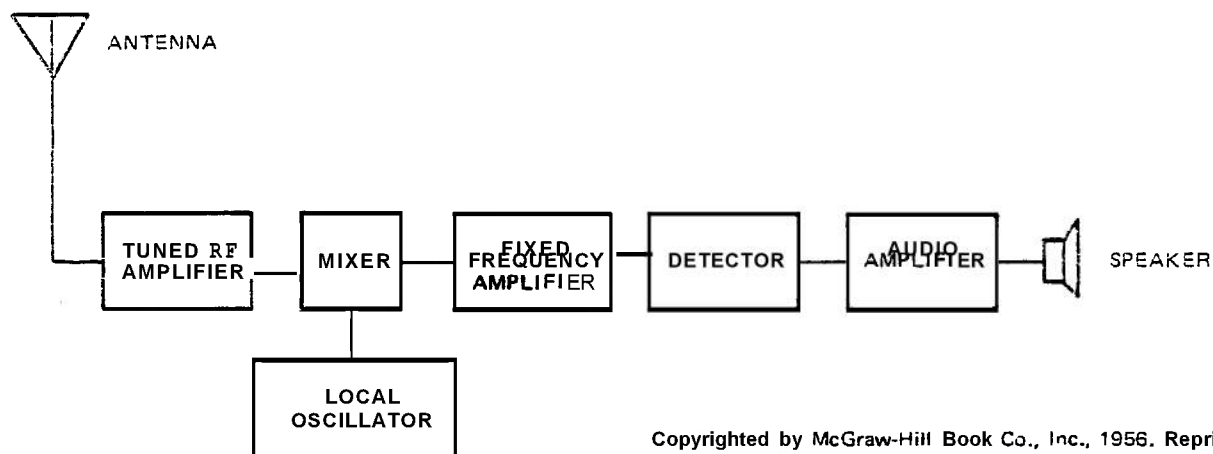 ANTENNA
TUNED RF
AMPLIFIER
MIXER
FIXED
FREQUENCY
AMPLIFIER
DETECTOR
AUDIO
AMPLIFIER
SPEAKER
LOCAL
OSCILLATOR
Copyrighted by McGraw-Hill Book Co., Inc., 1956. Repri